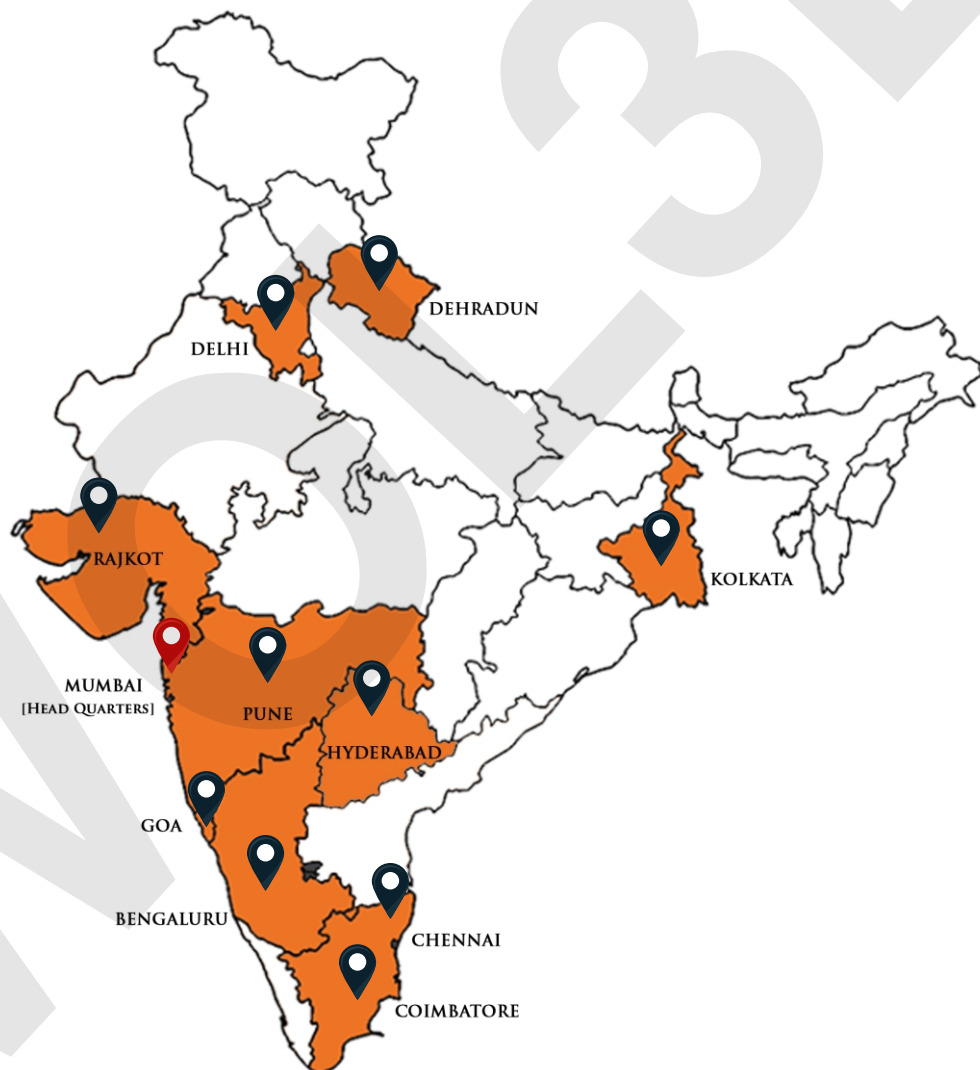 DEHRADUN
DELHI
RAJKOT
KOLKATA
MUMBAI
[HEAD QUARTERS]
PUNE
HYDERABAD
GOA
BENGALURU
CHENNAI
COIMBATORE